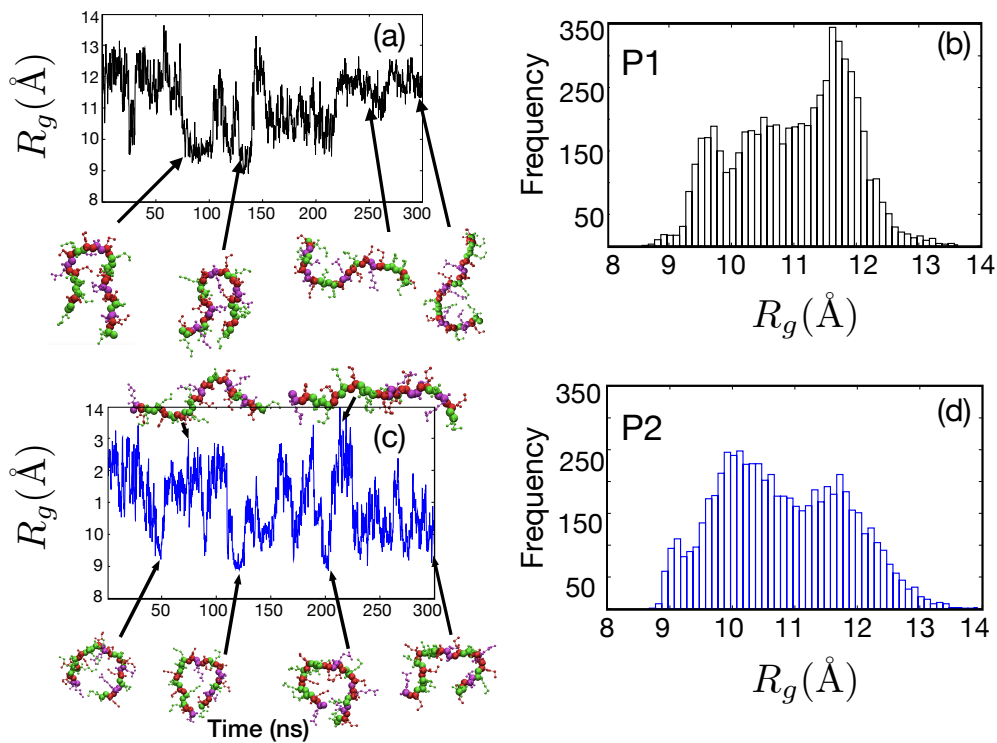 (a)
14
13
12
11
10
9
8
R_g(Å)
50 100 150 200 250 300
(b)
P1
350
250
150
50
Frequency
8 9 10 11 12 13 14
R_g(Å)
(c)
14
3
2
1
10
9
8
R_g(Å)
50 100 150 200 250 300
Time (ns)
(d)
P2
350
250
150
50
Frequency
8 9 10 11 12 13 14
R_g(Å)